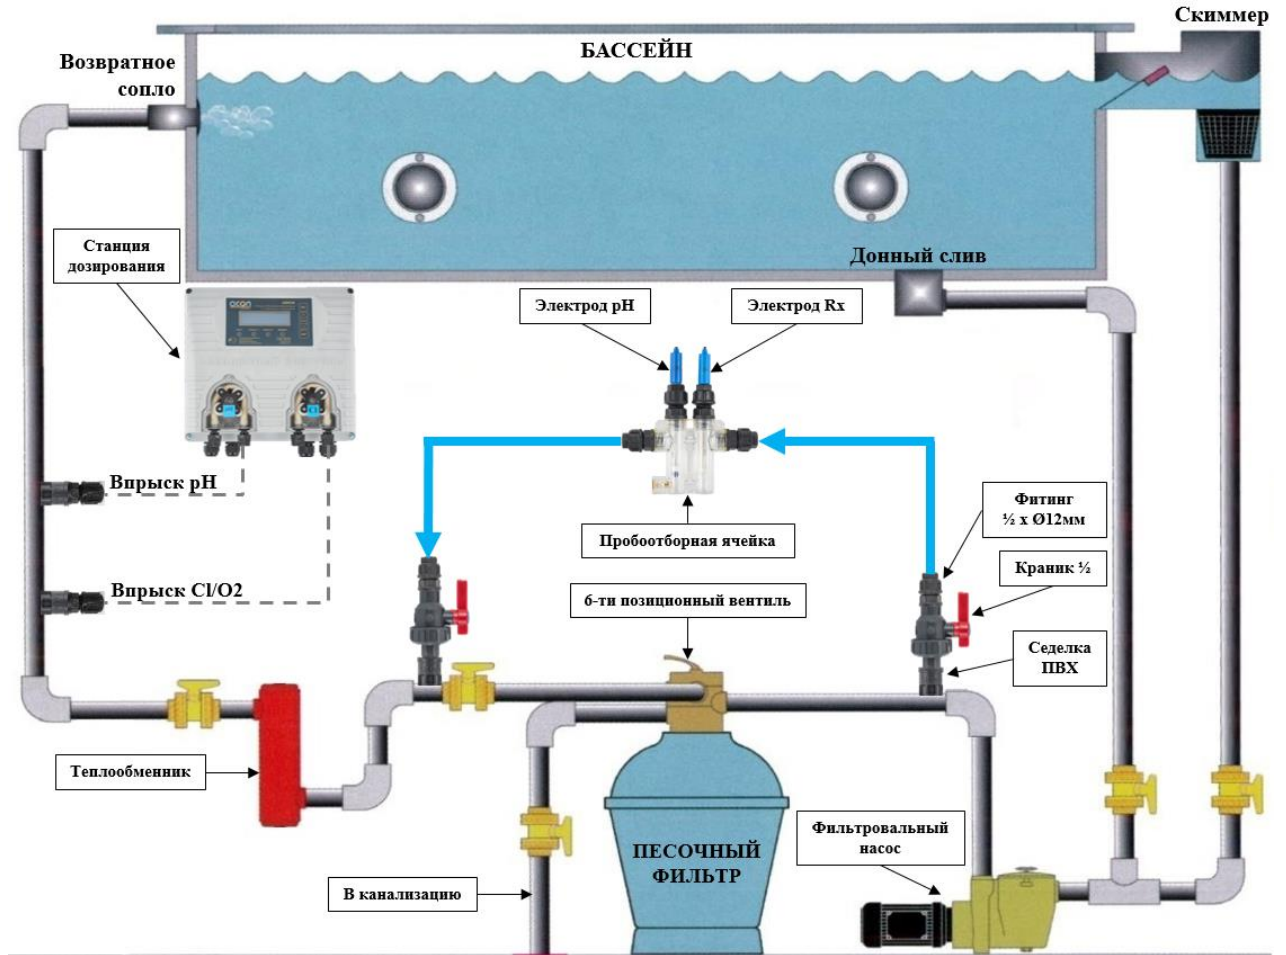 Скиммер
БАССЕЙН
Возвратное
сопло
Станция
дозирования
Донный слив
Электрод pH
Электрод Rx
Впрыск pH
Фитинг
½ x Ø12мм
Пробоотборная ячейка
Краник ½
Впрыск Cl/O2
6-ти позиционный вентиль
Седелка
ПВХ
Теплообменник
Фильтровальный
насос
ПЕСОЧНЫЙ
ФИЛЬТР
В канализацию